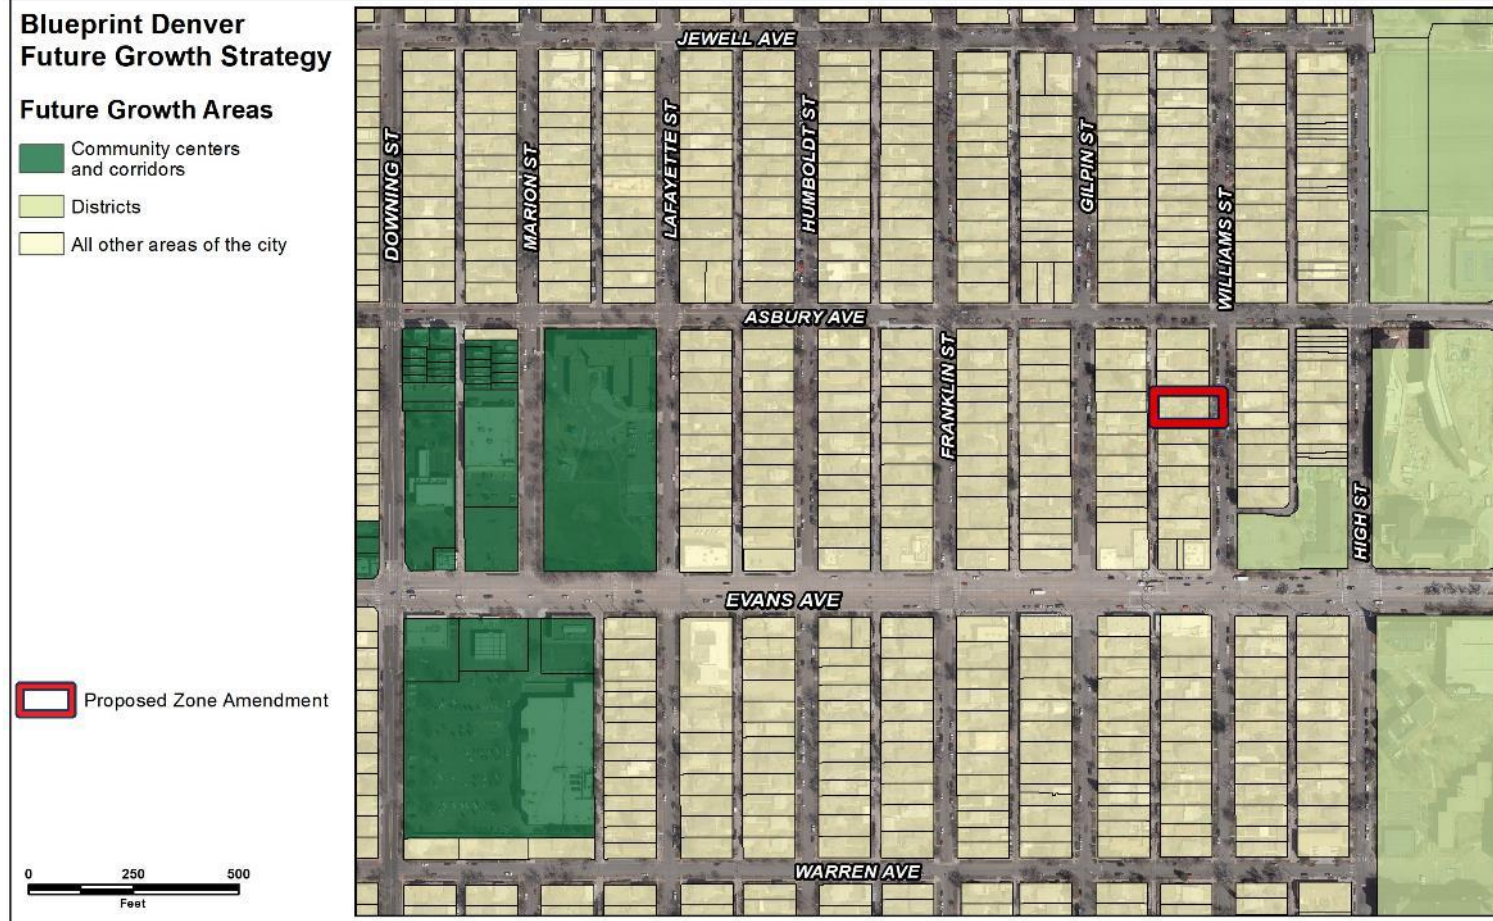 Blueprint Denver
Future Growth Strategy
Future Growth Areas
Community centers
and corridors
Districts
All other areas of the city
Proposed Zone Amendment
0 250 500
Feet
JEWELL AVE
DOWNING ST
MARION ST
LAFAYETTE ST
HUMBOLDT ST
GILPIN ST
WILLIAMS ST
ASBURY AVE
FRANKLIN ST
HIGH ST
EVANS AVE
WARREN AVE